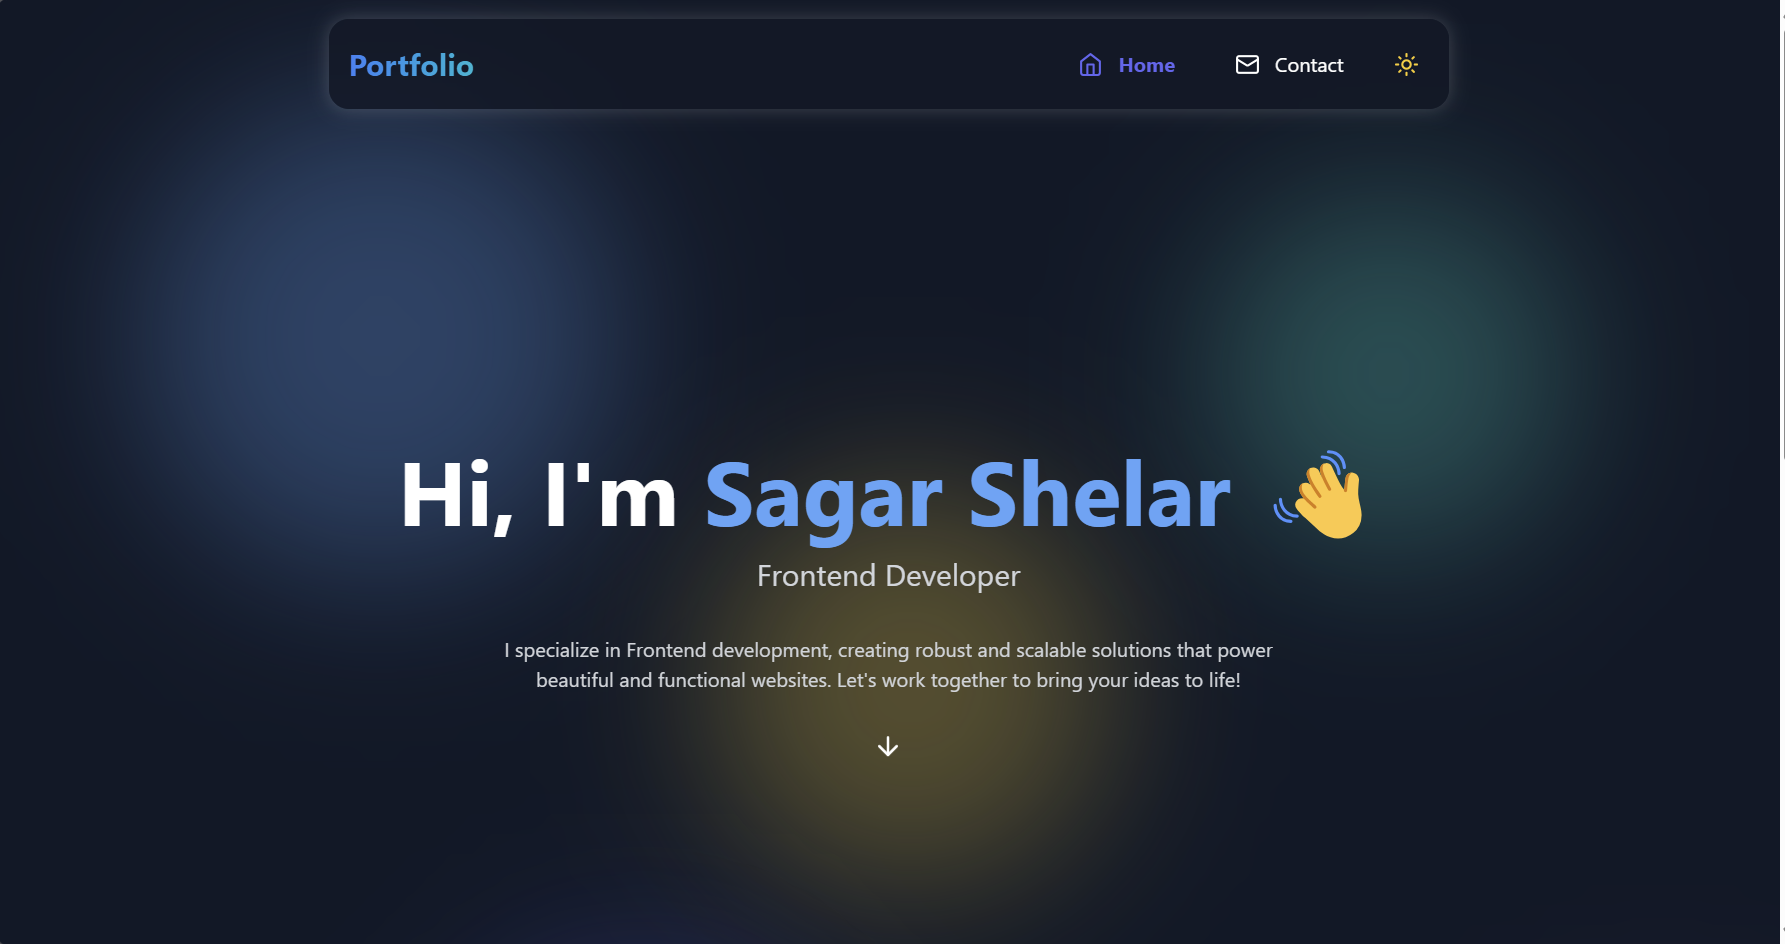 Portfolio
Home
Contact
Hi, I'm Sagar Shelar 👋
Frontend Developer
I specialize in Frontend development, creating robust and scalable solutions that power
beautiful and functional websites. Let's work together to bring your ideas to life!